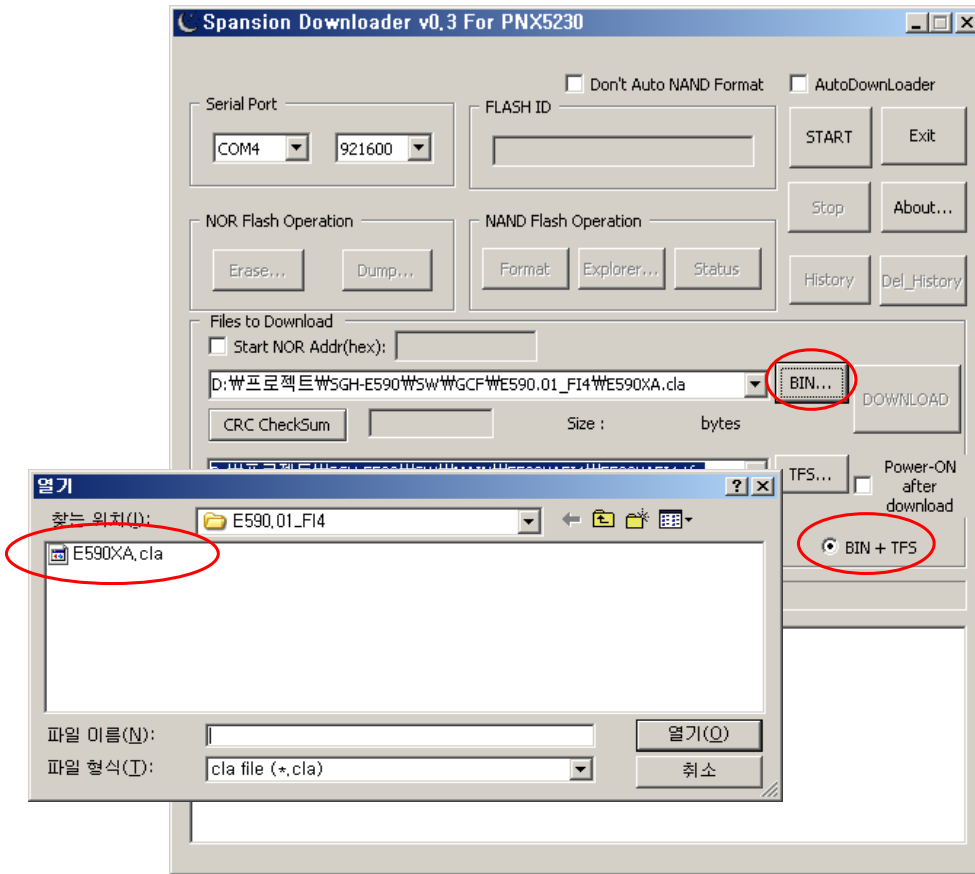 Spansion Downloader v0.3 For PNX5230
Don't Auto NAND Format
AutoDownLoader
Serial Port
COM4
921600
FLASH ID
START
Exit
Stop
About...
NOR Flash Operation
Erase...
Dump...
NAND Flash Operation
Format
Explorer...
Status
History
Del_History
Files to Download
Start NOR Addr(hex):
D:₩프로젝트₩SGH-E590₩SW₩GCF₩E590.01_FI4₩E590XA.cla
BIN...
DOWNLOAD
CRC CheckSum
Size :
bytes
TFS...
Power-ON
after
download
BIN + TFS
열기
찾는 위치(I):
E590.01_FI4
E590XA.cla
파일 이름(N):
열기(O)
파일 형식(T):
cla file (*.cla)
취소